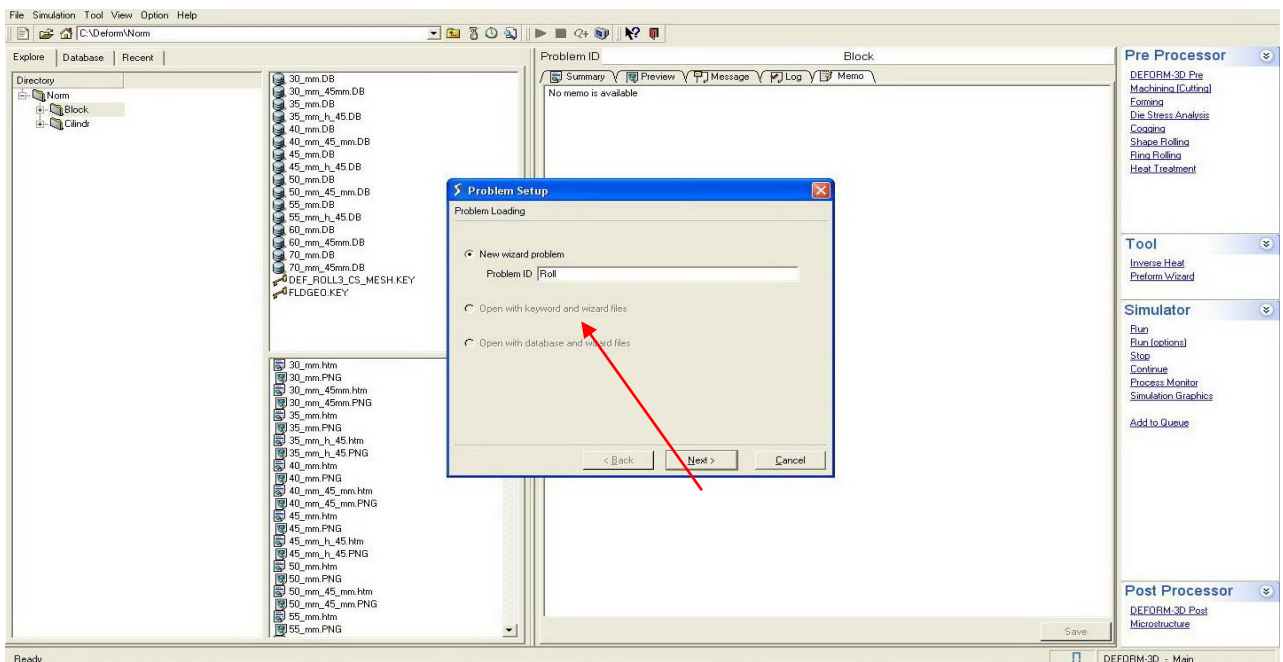 File Simulation Tool View Option Help
C:\Deform\Norm
Explore Database Recent
Directory
Norm
Block
Cilindr
30_mm.DB
30_mm_45mm.DB
35_mm.DB
35_mm_h_45.DB
40_mm.DB
40_mm_45_mm.DB
45_mm.DB
45_mm_h_45.DB
50_mm.DB
50_mm_45_mm.DB
55_mm.DB
55_mm_h_45.DB
60_mm.DB
60_mm_45mm.DB
70_mm.DB
70_mm_45mm.DB
DEF_ROLL3_CS_MESH.KEY
FLDGEO.KEY
30_mm.htm
30_mm.PNG
30_mm_45mm.htm
30_mm_45mm.PNG
35_mm.htm
35_mm.PNG
35_mm_h_45.htm
35_mm_h_45.PNG
40_mm.htm
40_mm.PNG
40_mm_45_mm.htm
40_mm_45_mm.PNG
45_mm.htm
45_mm.PNG
45_mm_h_45.htm
45_mm_h_45.PNG
50_mm.htm
50_mm.PNG
50_mm_45_mm.htm
50_mm_45_mm.PNG
55_mm.htm
55_mm.PNG
Problem ID Block
Summary Preview Message Log Memo
No memo is available
Problem Setup
Problem Loading
New wizard problem
Problem ID Roll
Open with keyword and wizard files
Open with database and wizard files
< Back Next > Cancel
Save
Pre Processor
DEFORM-3D Pre
Machining [Cutting]
Forming
Die Stress Analysis
Cogging
Shape Rolling
Ring Rolling
Heat Treatment
Tool
Inverse Heat
Preform Wizard
Simulator
Run
Run (options)
Stop
Continue
Process Monitor
Simulation Graphics
Add to Queue
Post Processor
DEFORM-3D Post
Microstructure
Ready
DEFORM-3D - Main